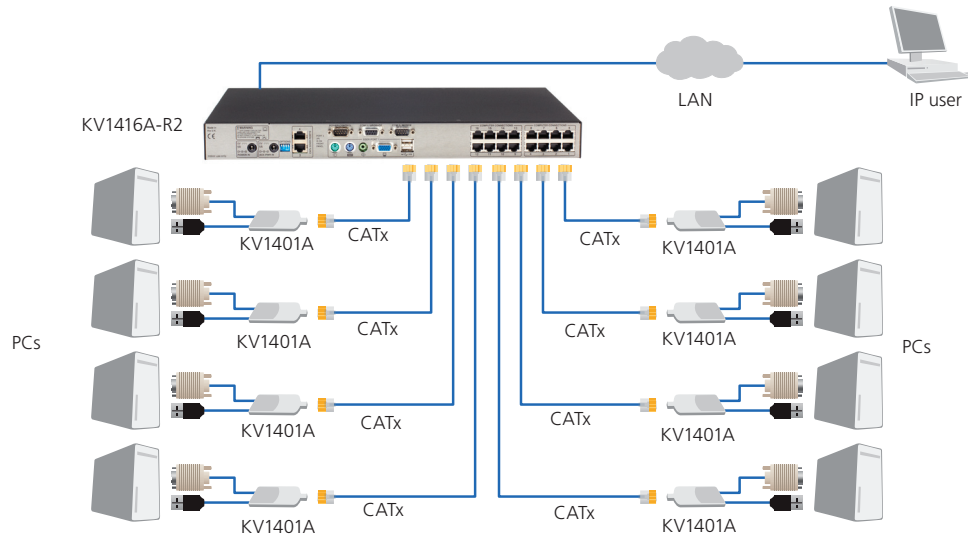 LAN
IP user
KV1416A-R2
KV1401A
CATx
CATx
KV1401A
KV1401A
CATx
CATx
KV1401A
PCs
PCs
KV1401A
CATx
CATx
KV1401A
KV1401A
CATx
CATx
KV1401A